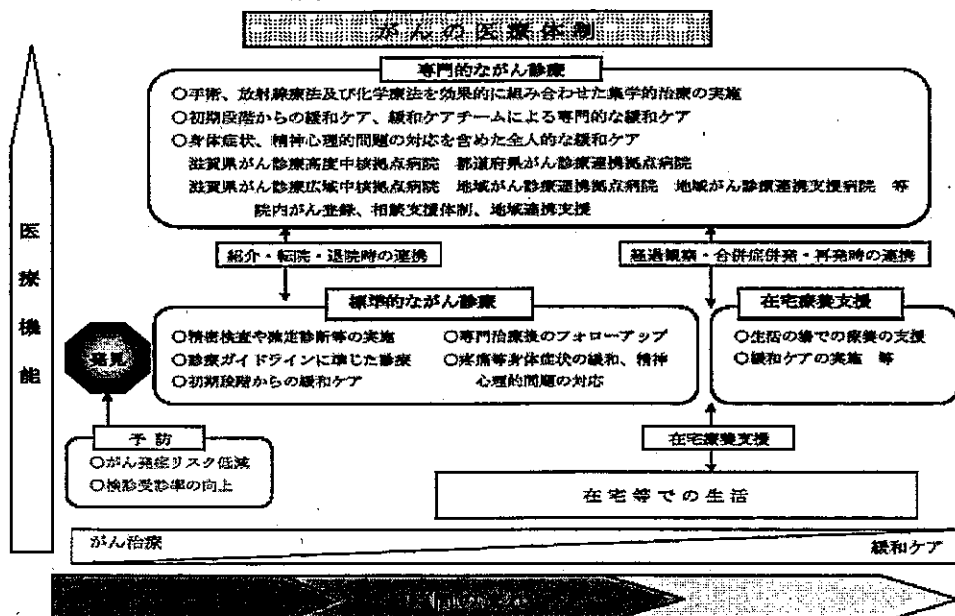 がんの医療体制
専門的ながん診療
○手術、放射線療法及び化学療法を効果的に組み合わせた集学的治療の実施
○初期段階からの緩和ケア、緩和ケアチームによる専門的な緩和ケア
○身体症状、精神心理的問題の対応を含めた全人的な緩和ケア
滋賀県がん診療高度中核拠点病院 都道府県がん診療連携拠点病院
滋賀県がん診療広域中核拠点病院 地域がん診療連携拠点病院 地域がん診療連携支援病院 等
院内がん登録、相談支援体制、地域連携支援
医療機能
紹介・転院・退院時の連携
経過観察・合併症併発・再発時の連携
標準的ながん診療
○精密検査や確定診断等の実施
○診療ガイドラインに準じた診療
○初期段階からの緩和ケア
○専門治療後のフォローアップ
○疼痛等身体症状の緩和、精神
心理的問題の対応
在宅療養支援
○生活の場での療養の支援
○緩和ケアの実施 等
発見
予防
○がん発症リスク低減
○検診受診率の向上
在宅療養支援
在宅等での生活
がん治療
緩和ケア